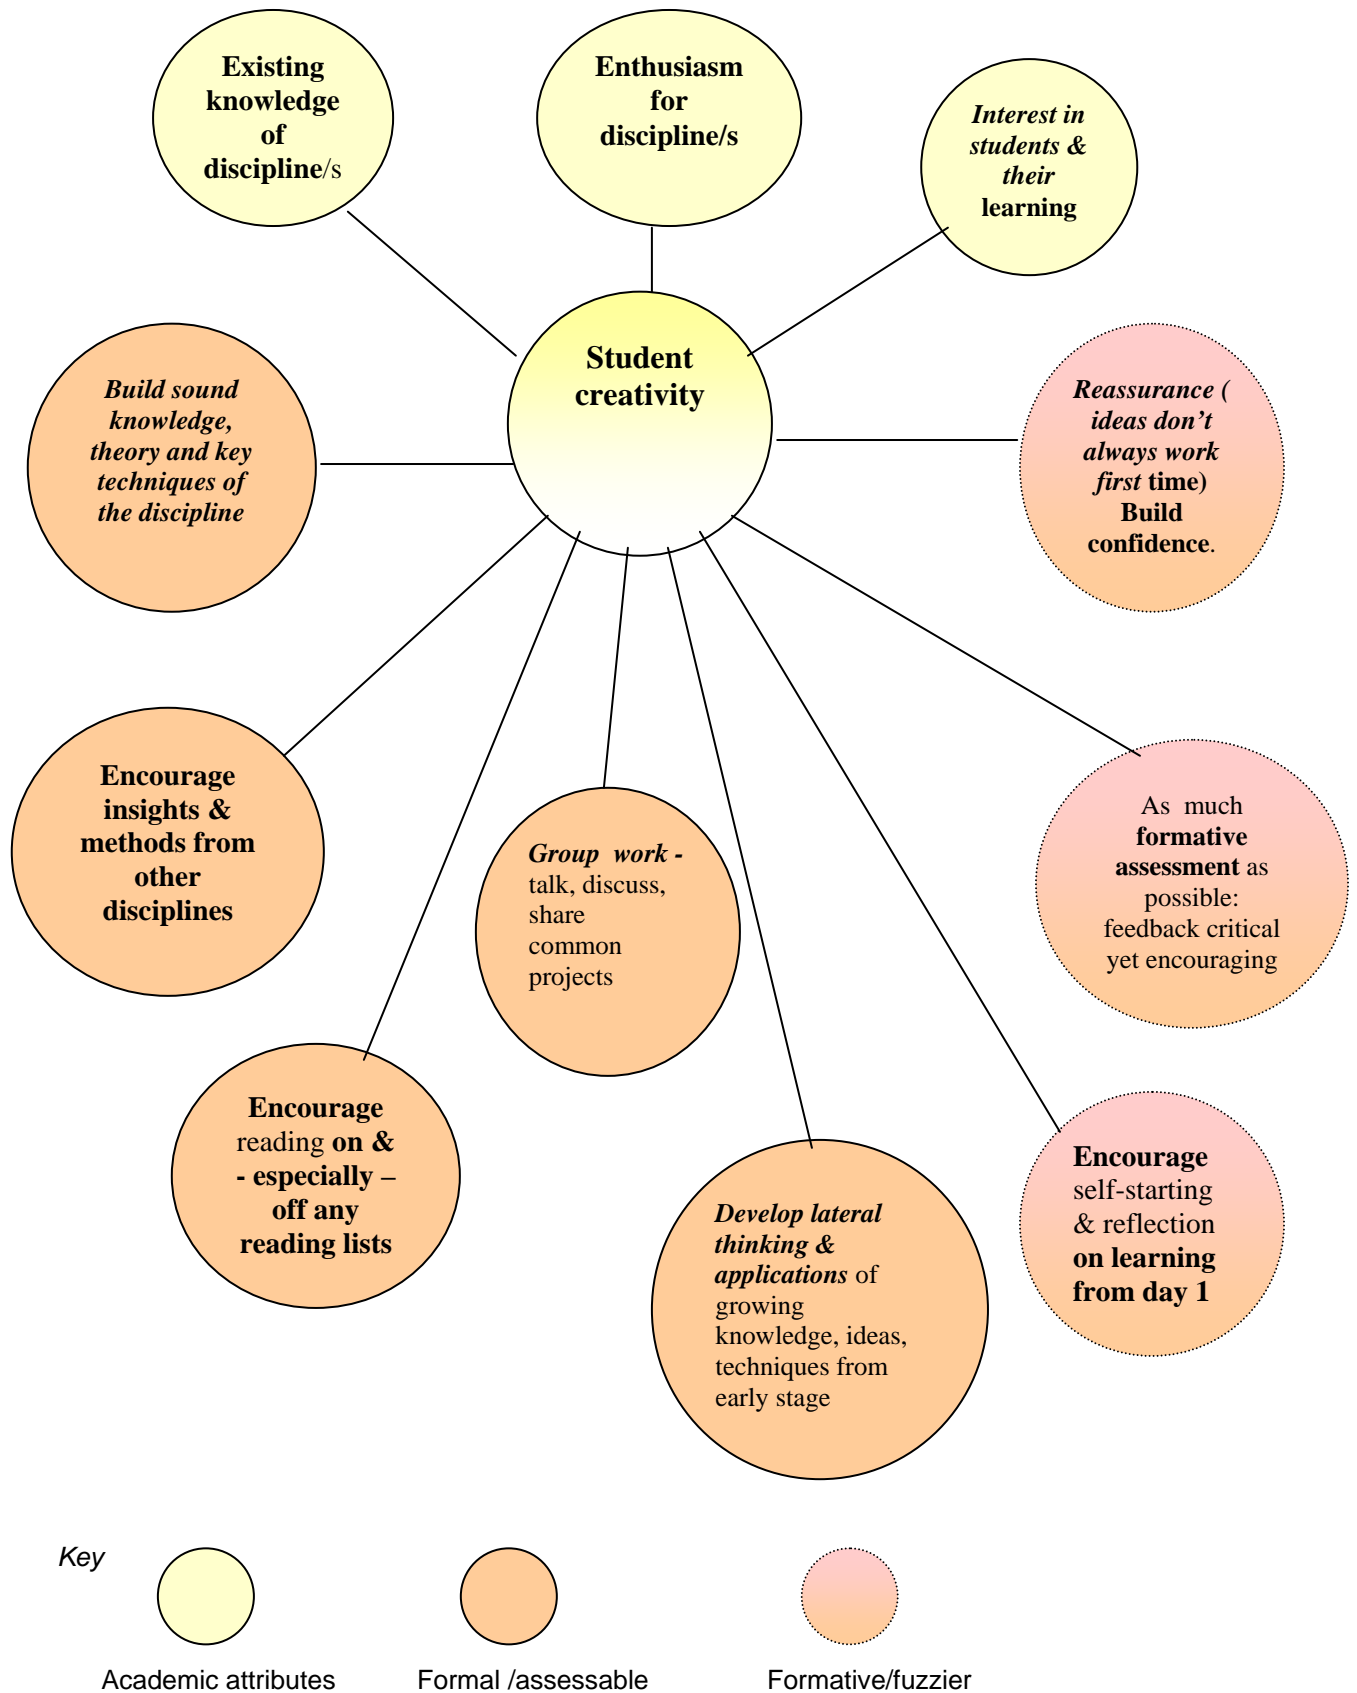 Existing
knowledge
of
discipline/s
Enthusiasm
for
discipline/s
Interest in
students &
their
learning
Student
creativity
Build sound
knowledge,
theory and key
techniques of
the discipline
Reassurance (
ideas don’t
always work
first time)
Build
confidence.
Encourage
insights &
methods from
other
disciplines
Group work -
talk, discuss,
share
common
projects
As much
formative
assessment as
possible:
feedback critical
yet encouraging
Encourage
reading on &
- especially –
off any
reading lists
Develop lateral
thinking &
applications of
growing
knowledge, ideas,
techniques from
early stage
Encourage
self-starting
& reflection
on learning
from day 1
Key
Academic attributes
Formal /assessable
Formative/fuzzier